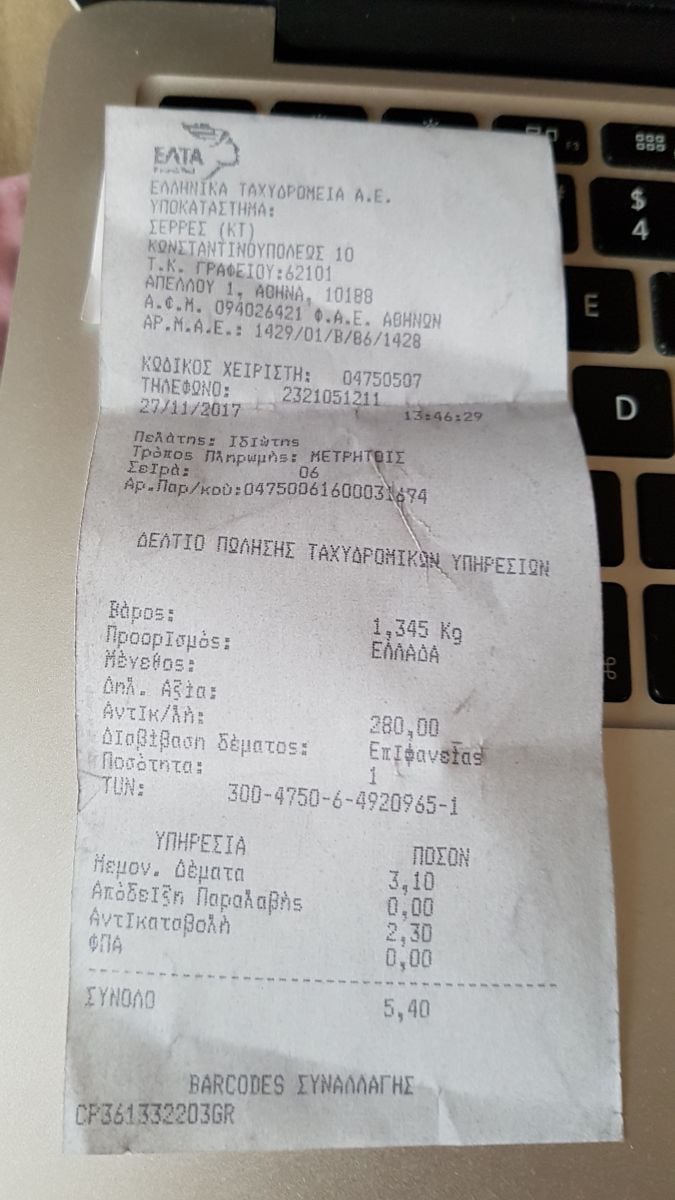 ΕΛΤΑ
ΕΛΛΗΝΙΚΑ ΤΑΧΥΔΡΟΜΕΙΑ Α.Ε.
ΥΠΟΚΑΤΑΣΤΗΜΑ:
ΣΕΡΡΕΣ (ΚΤ)
ΚΩΝΣΤΑΝΤΙΝΟΥΠΟΛΕΩΣ 10
Τ.Κ. ΓΡΑΦΕΙΟΥ:62101
ΑΠΕΛΛΟΥ 1, ΑΘΗΝΑ, 10188
Α.Φ.Μ. 094026421 Φ.Α.Ε. ΑΘΗΝΩΝ
ΑΡ.Μ.Α.Ε.: 1429/01/Β/86/1428
ΚΩΔΙΚΟΣ ΧΕΙΡΙΣΤΗ: 04750507
ΤΗΛΕΦΩΝΟ: 2321051211
27/11/2017 13:46:29
Πελάτης: Ιδιώτης
Τρόπος Πληρωμής: ΜΕΤΡΗΤΟΙΣ
Σειρά: 06
Αρ.Παρ/κού:04750061600031674
ΔΕΛΤΙΟ ΠΩΛΗΣΗΣ ΤΑΧΥΔΡΟΜΙΚΩΝ ΥΠΗΡΕΣΙΩΝ
Βάρος: 1,345 Kg
Προορισμός: ΕΛΛΑΔΑ
Μέγεθος:
Δηλ. Αξία:
Αντικ/λή: 280,00
Διαβίβαση δέματος: Επιφανείας
Ποσότητα: 1
TUN: 300-4750-6-4920965-1
ΥΠΗΡΕΣΙΑ ΠΟΣΟΝ
Μεμον. Δέματα 3,10
Απόδειξη Παραλαβής 0,00
Αντικαταβολή 2,30
ΦΠΑ 0,00
ΣΥΝΟΛΟ 5,40
BARCODES ΣΥΝΑΛΛΑΓΗΣ
CP361332203GR
F3
$
4
E
D
⌘